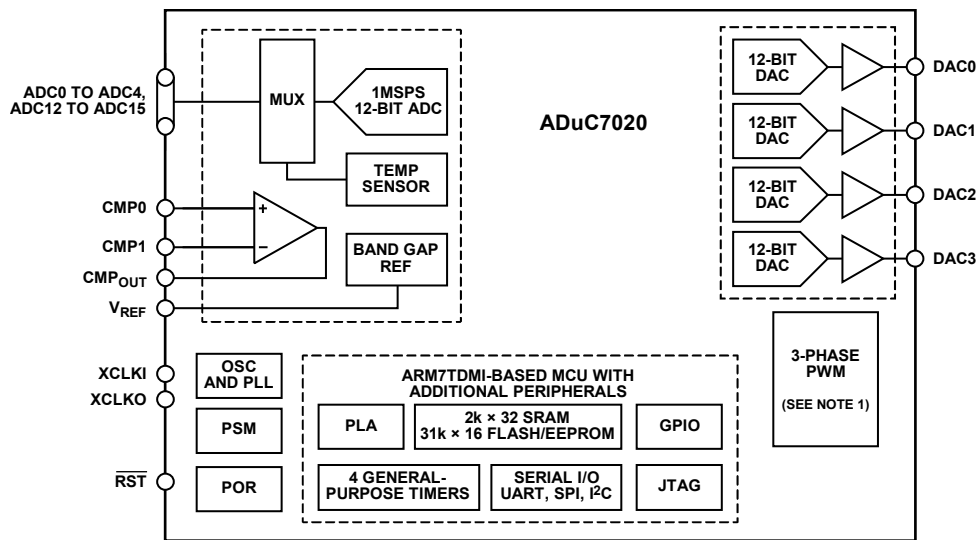 ADC0 TO ADC4,
ADC12 TO ADC15
MUX
1MSPS
12-BIT ADC
TEMP
SENSOR
CMP0
CMP1
CMPOUT
VREF
BAND GAP
REF
ADuC7020
12-BIT
DAC
DAC0
12-BIT
DAC
DAC1
12-BIT
DAC
DAC2
12-BIT
DAC
DAC3
3-PHASE
PWM
(SEE NOTE 1)
XCLKI
XCLKO
OSC
AND PLL
PSM
RST
POR
ARM7TDMI-BASED MCU WITH
ADDITIONAL PERIPHERALS
PLA
2k × 32 SRAM
31k × 16 FLASH/EEPROM
GPIO
4 GENERAL-
PURPOSE TIMERS
SERIAL I/O
UART, SPI, I²C
JTAG
+
−